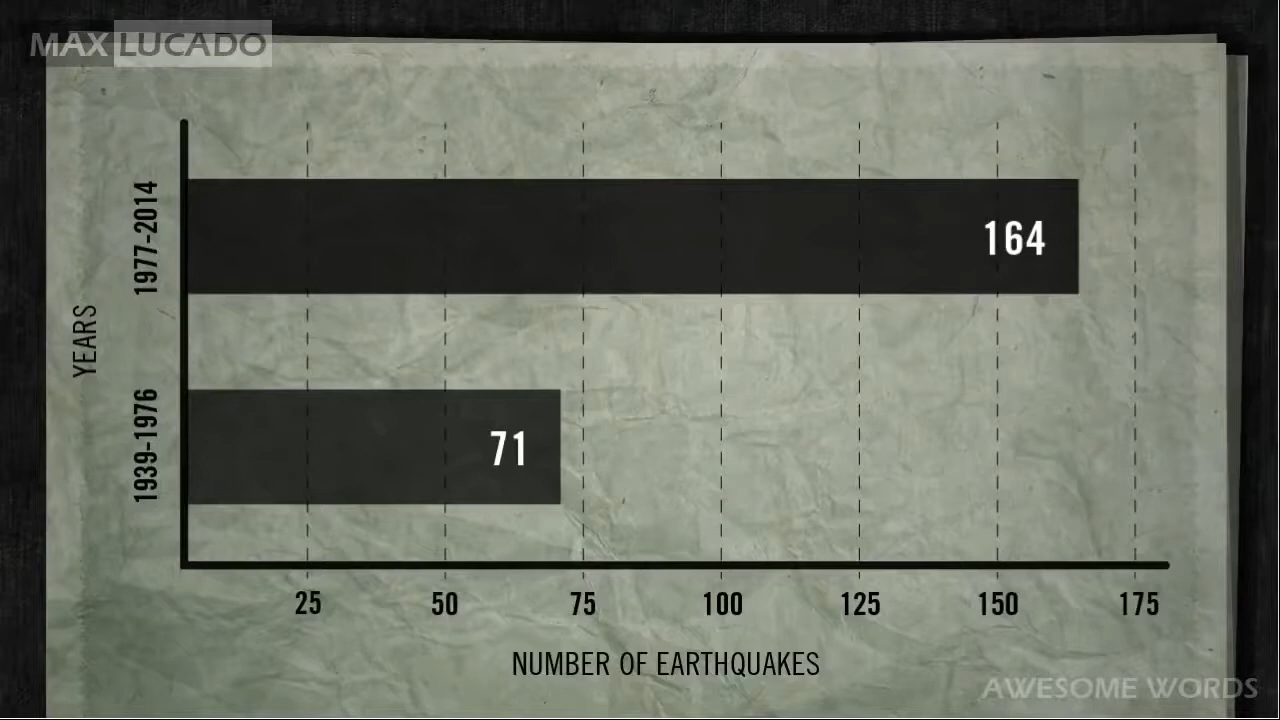 MAX LUCADO
YEARS
1977-2014
164
1939-1976
71
25 50 75 100 125 150 175
NUMBER OF EARTHQUAKES
AWESOME WORDS